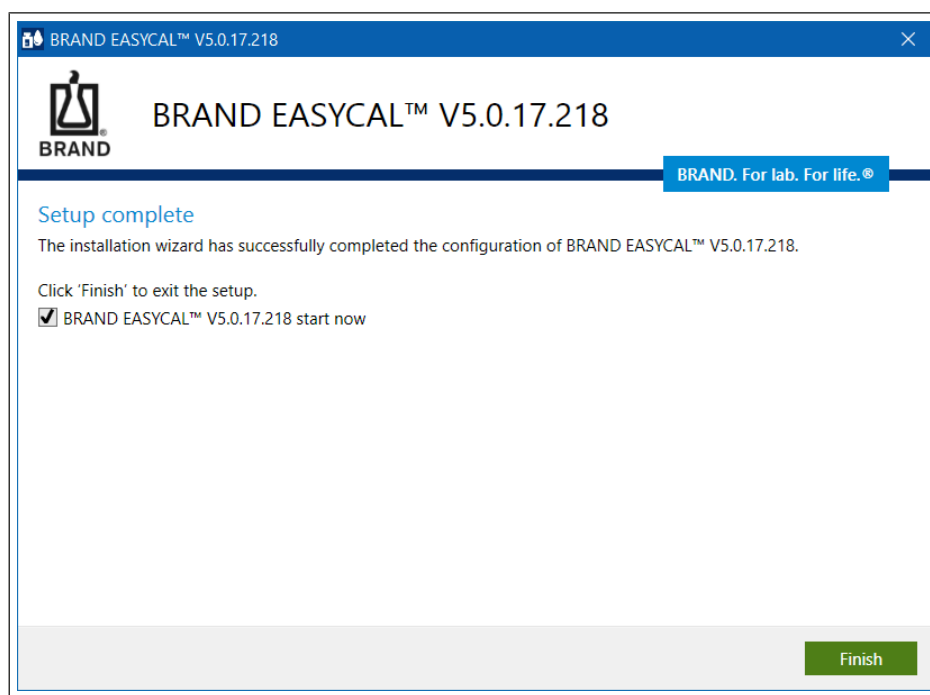 BRAND EASYCAL™ V5.0.17.218
BRAND®
BRAND EASYCAL™ V5.0.17.218
BRAND. For lab. For life.®
Setup complete
The installation wizard has successfully completed the configuration of BRAND EASYCAL™ V5.0.17.218.
Click ‘Finish’ to exit the setup.
BRAND EASYCAL™ V5.0.17.218 start now
Finish